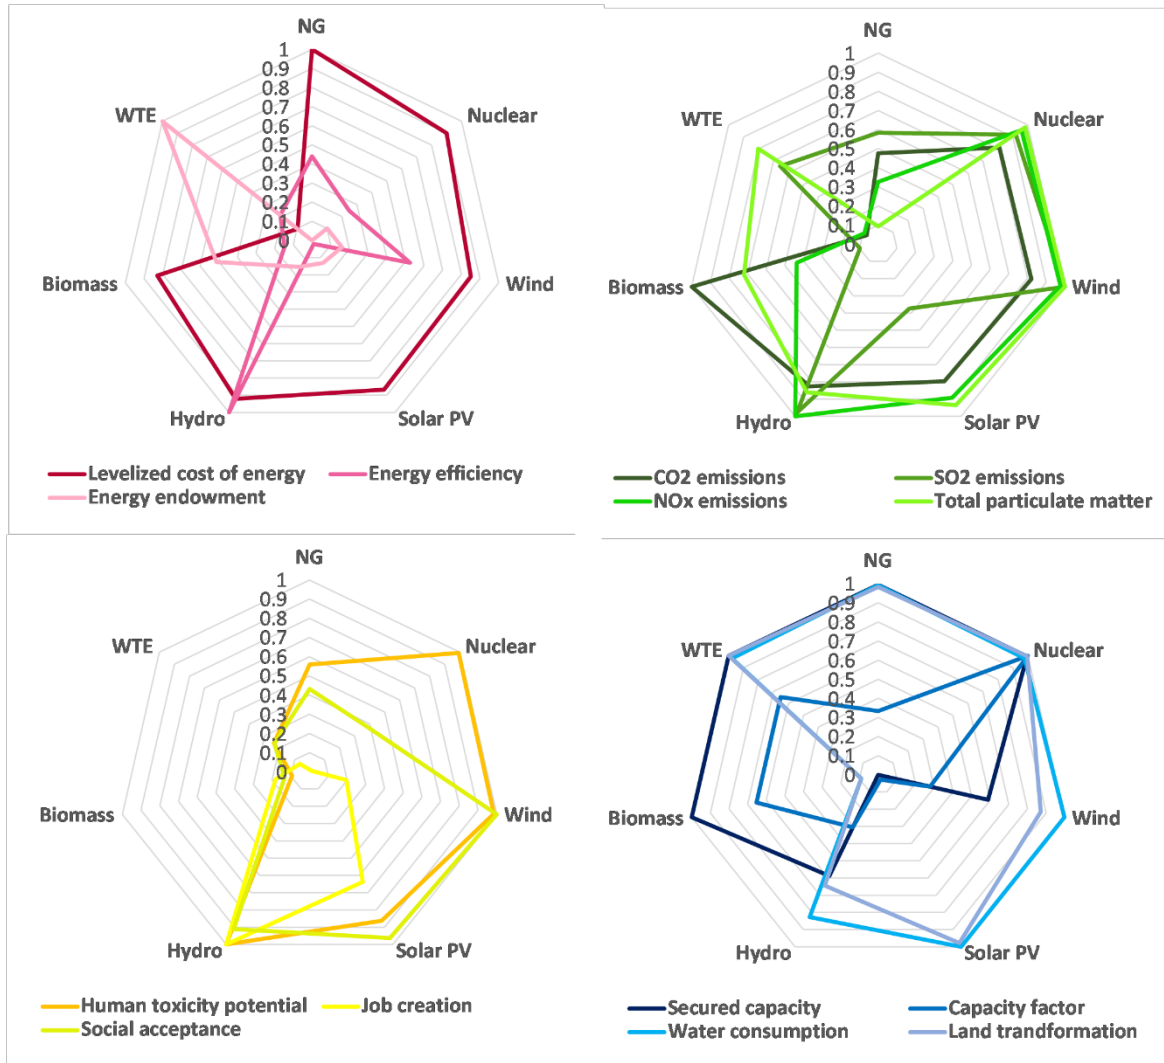 NG
1
0.9
0.8
0.7
0.6
0.5
0.4
0.3
0.2
0.1
0
WTE
Nuclear
Biomass
Wind
Hydro
Solar PV
Levelized cost of energy
Energy efficiency
Energy endowment
NG
1
0.9
0.8
0.7
0.6
0.5
0.4
0.3
0.2
0.1
0
WTE
Nuclear
Biomass
Wind
Hydro
Solar PV
CO2 emissions
SO2 emissions
NOx emissions
Total particulate matter
NG
1
0.9
0.8
0.7
0.6
0.5
0.4
0.3
0.2
0.1
0
WTE
Nuclear
Biomass
Wind
Hydro
Solar PV
Human toxicity potential
Job creation
Social acceptance
NG
1
0.9
0.8
0.7
0.6
0.5
0.4
0.3
0.2
0.1
0
WTE
Nuclear
Biomass
Wind
Hydro
Solar PV
Secured capacity
Capacity factor
Water consumption
Land trandformation